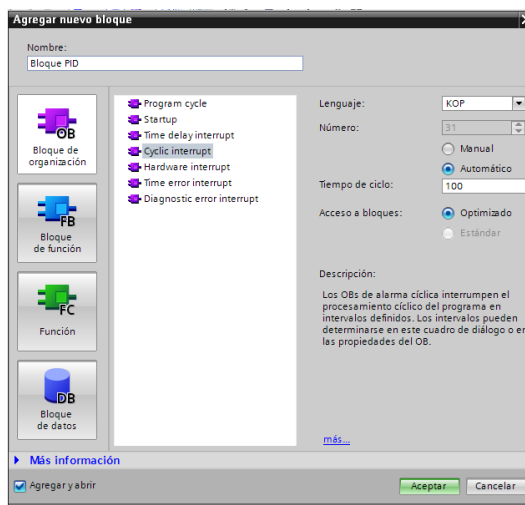 Agregar nuevo bloque
Nombre:
Bloque PID
OB
Bloque de
organización
FB
Bloque
de función
FC
Función
DB
Bloque
de datos
Program cycle
Startup
Time delay interrupt
Cyclic interrupt
Hardware interrupt
Time error interrupt
Diagnostic error interrupt
Lenguaje:
KOP
Número:
31
Manual
Automático
Tiempo de ciclo:
100
Acceso a bloques:
Optimizado
Estándar
Descripción:
Los OBs de alarma cíclica interrumpen el
procesamiento cíclico del programa en
intervalos definidos. Los intervalos pueden
determinarse en este cuadro de diálogo o en
las propiedades del OB.
más...
Más información
Agregar y abrir
Aceptar
Cancelar